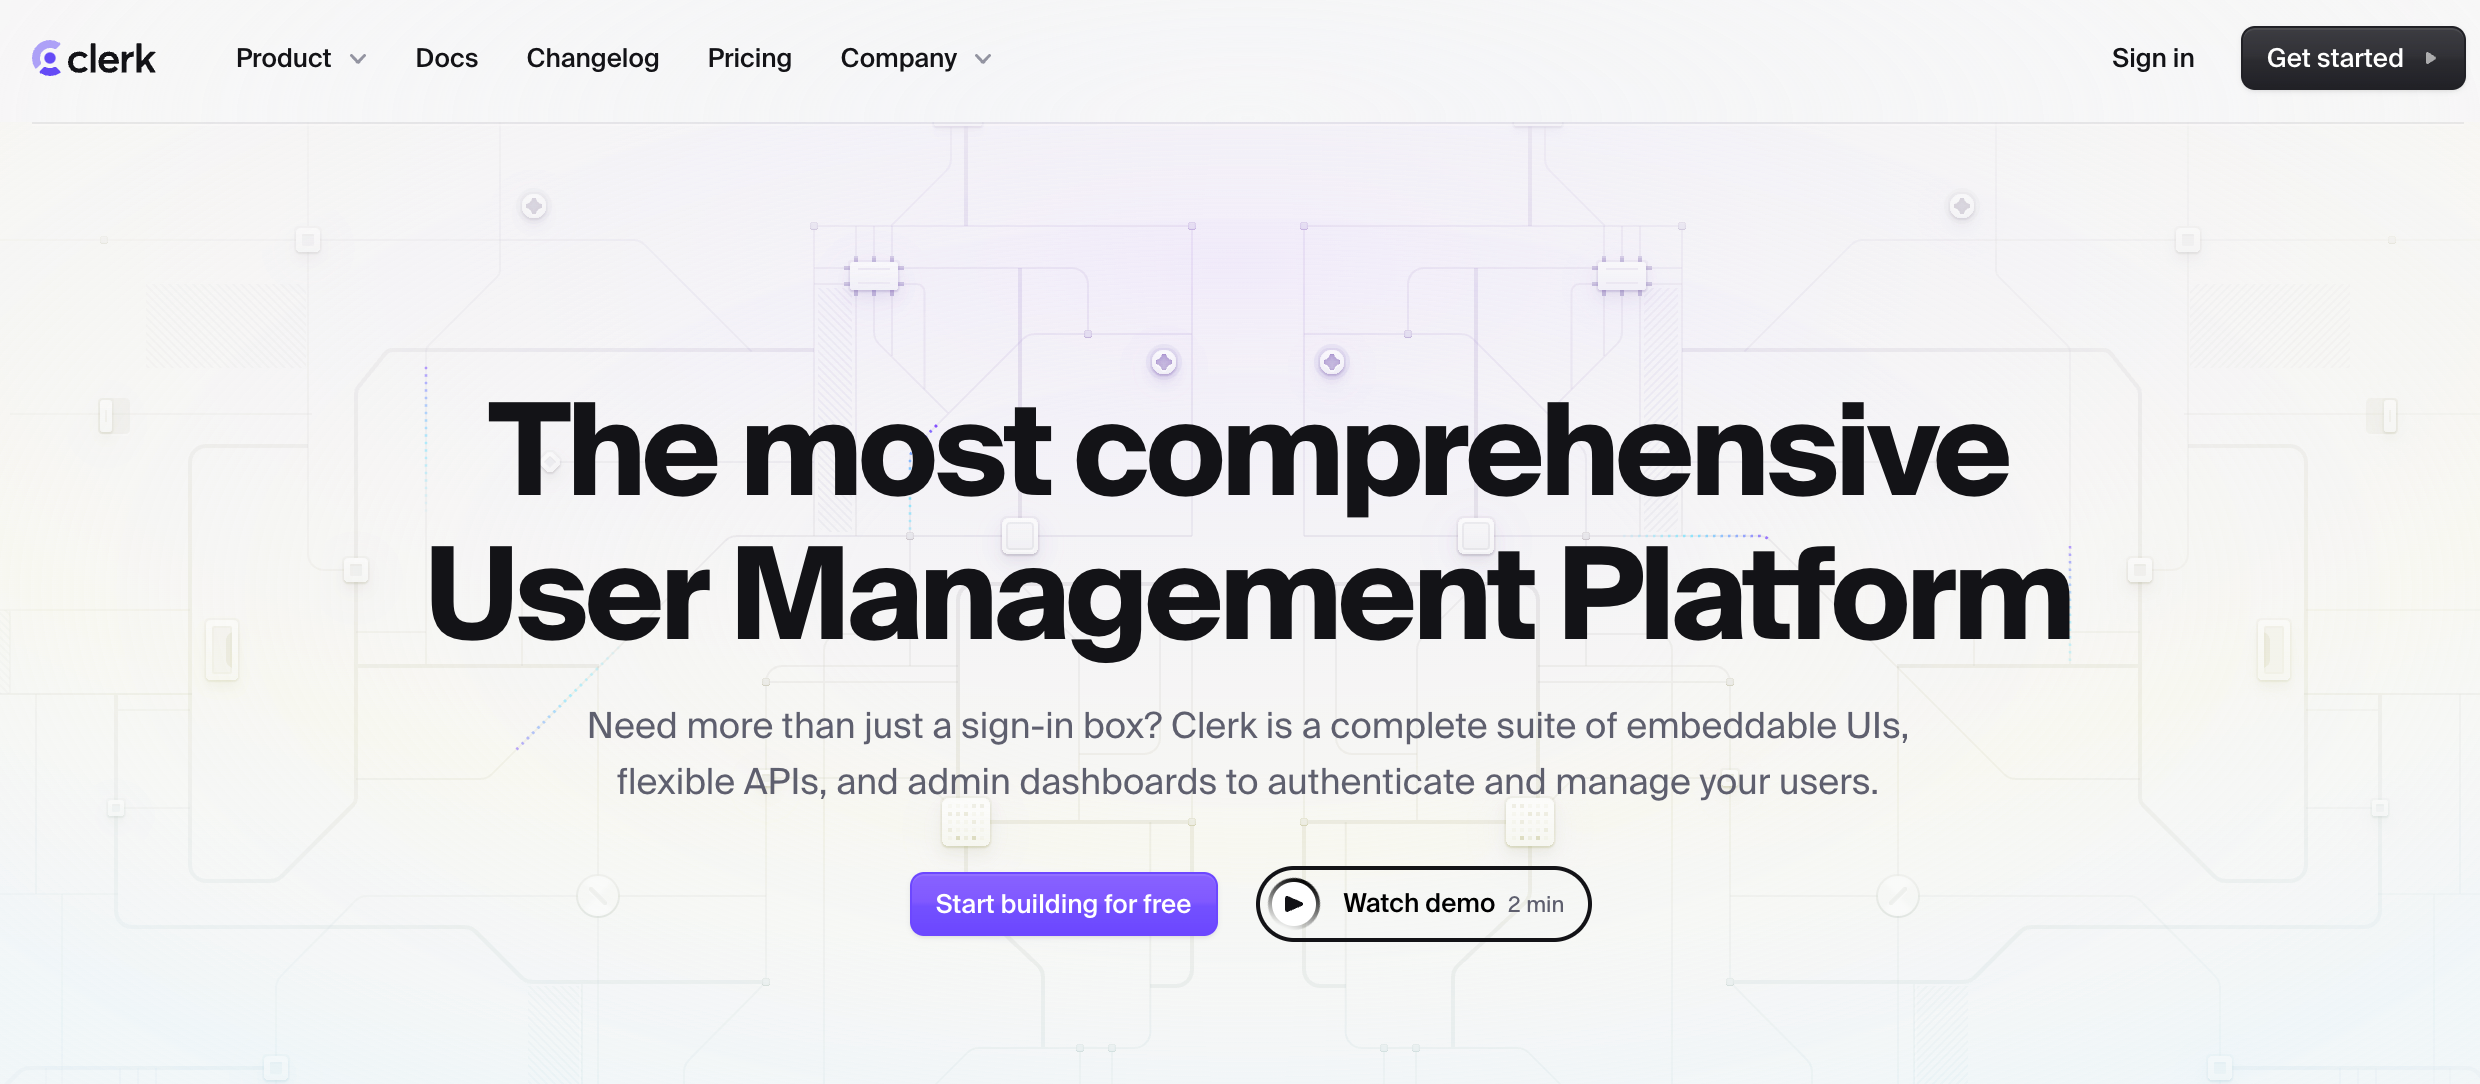 clerk
Product
Docs
Changelog
Pricing
Company
Sign in
Get started
The most comprehensive
User Management Platform
Need more than just a sign-in box? Clerk is a complete suite of embeddable UIs,
flexible APIs, and admin dashboards to authenticate and manage your users.
Start building for free
Watch demo 2 min